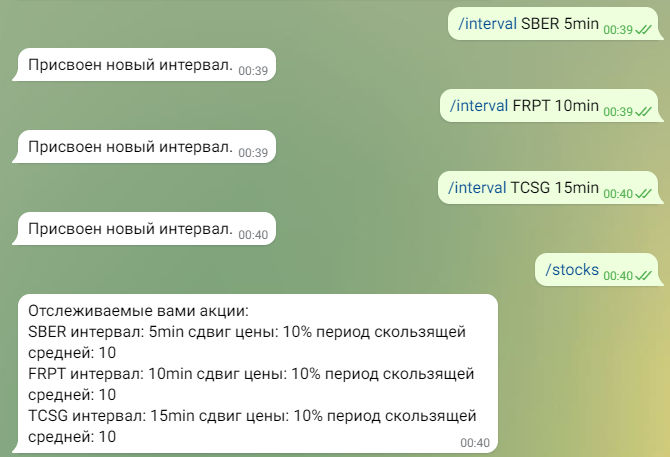 /interval SBER 5min 00:39
Присвоен новый интервал. 00:39
/interval FRPT 10min 00:39
Присвоен новый интервал. 00:39
/interval TCSG 15min 00:40
Присвоен новый интервал. 00:40
/stocks 00:40
Отслеживаемые вами акции:
SBER интервал: 5min сдвиг цены: 10% период скользящей
средней: 10
FRPT интервал: 10min сдвиг цены: 10% период скользящей
средней: 10
TCSG интервал: 15min сдвиг цены: 10% период скользящей
средней: 10
00:40